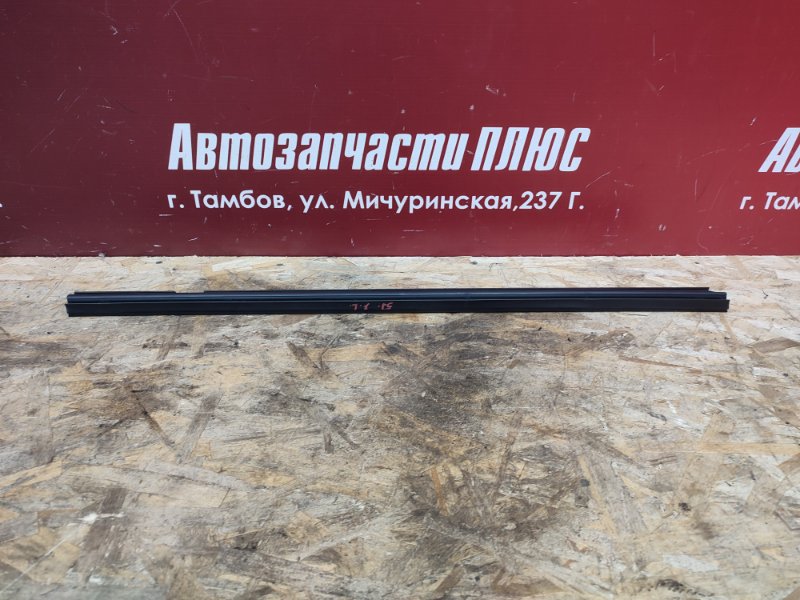 Автозапчасти ПЛЮС
г. Тамбов, ул. Мичуринская,237 Г.